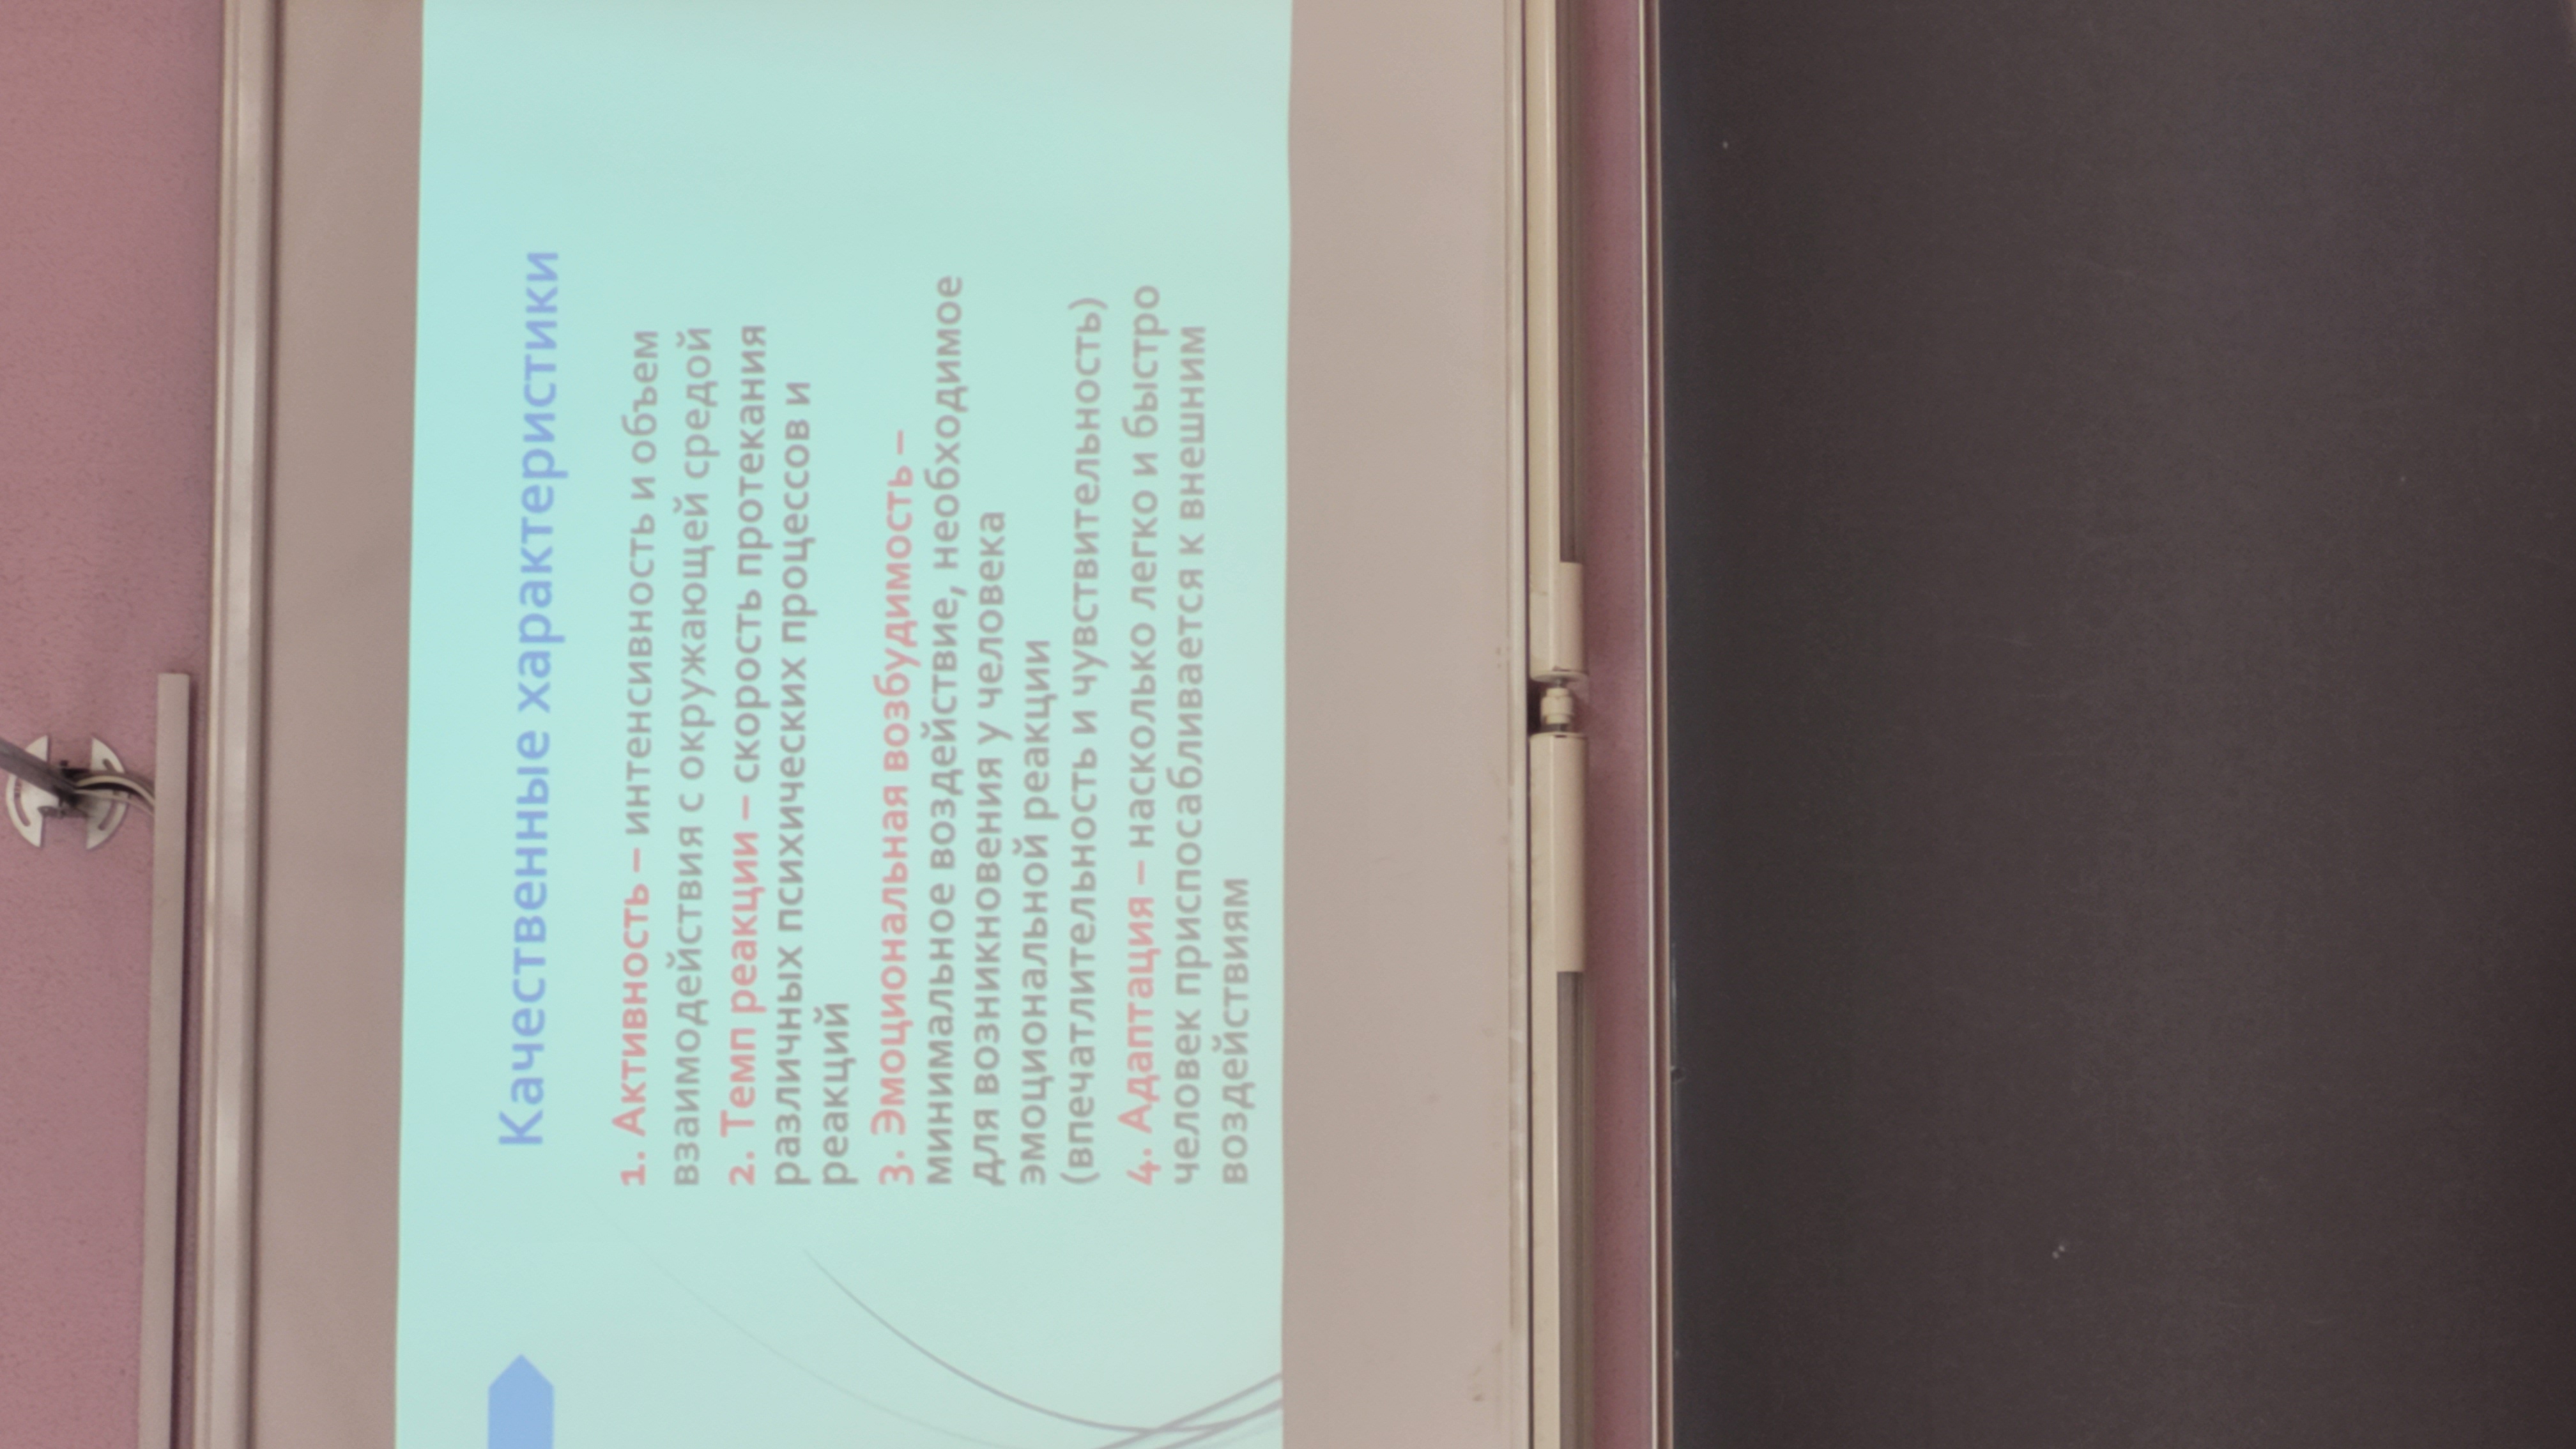 Качественные характеристики
1. Активность – интенсивность и объем
взаимодействия с окружающей средой
2. Темп реакции – скорость протекания
различных психических процессов и
реакций
3. Эмоциональная возбудимость –
минимальное воздействие, необходимое
для возникновения у человека
эмоциональной реакции
(впечатлительность и чувствительность)
4. Адаптация – насколько легко и быстро
человек приспосабливается к внешним
воздействиям